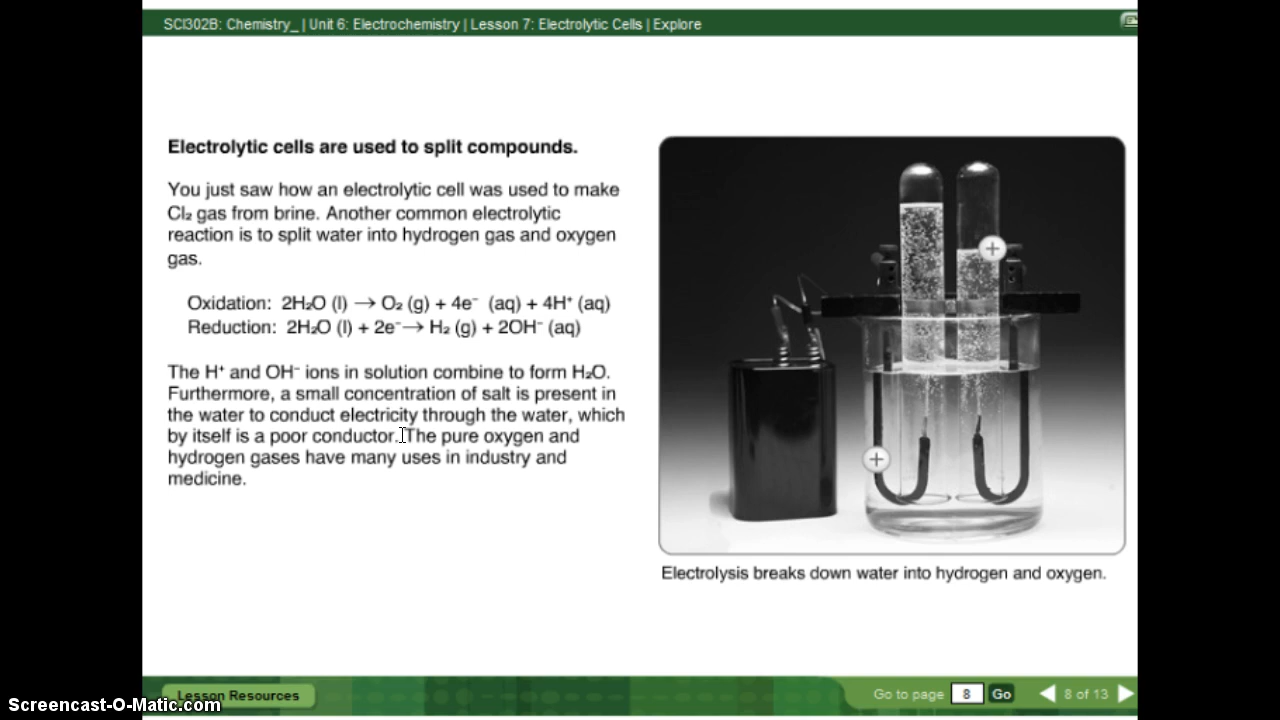 SCI302B: Chemistry_ | Unit 6: Electrochemistry | Lesson 7: Electrolytic Cells | Explore
Electrolytic cells are used to split compounds.
You just saw how an electrolytic cell was used to make
Cl₂ gas from brine. Another common electrolytic
reaction is to split water into hydrogen gas and oxygen
gas.
Oxidation: 2H₂O (l) → O₂ (g) + 4e⁻ (aq) + 4H⁺ (aq)
Reduction: 2H₂O (l) + 2e⁻→ H₂ (g) + 2OH⁻ (aq)
The H⁺ and OH⁻ ions in solution combine to form H₂O.
Furthermore, a small concentration of salt is present in
the water to conduct electricity through the water, which
by itself is a poor conductor. The pure oxygen and
hydrogen gases have many uses in industry and
medicine.
+
+
Electrolysis breaks down water into hydrogen and oxygen.
Lesson Resources
Go to page 8 Go 8 of 13
Screencast-O-Matic.com